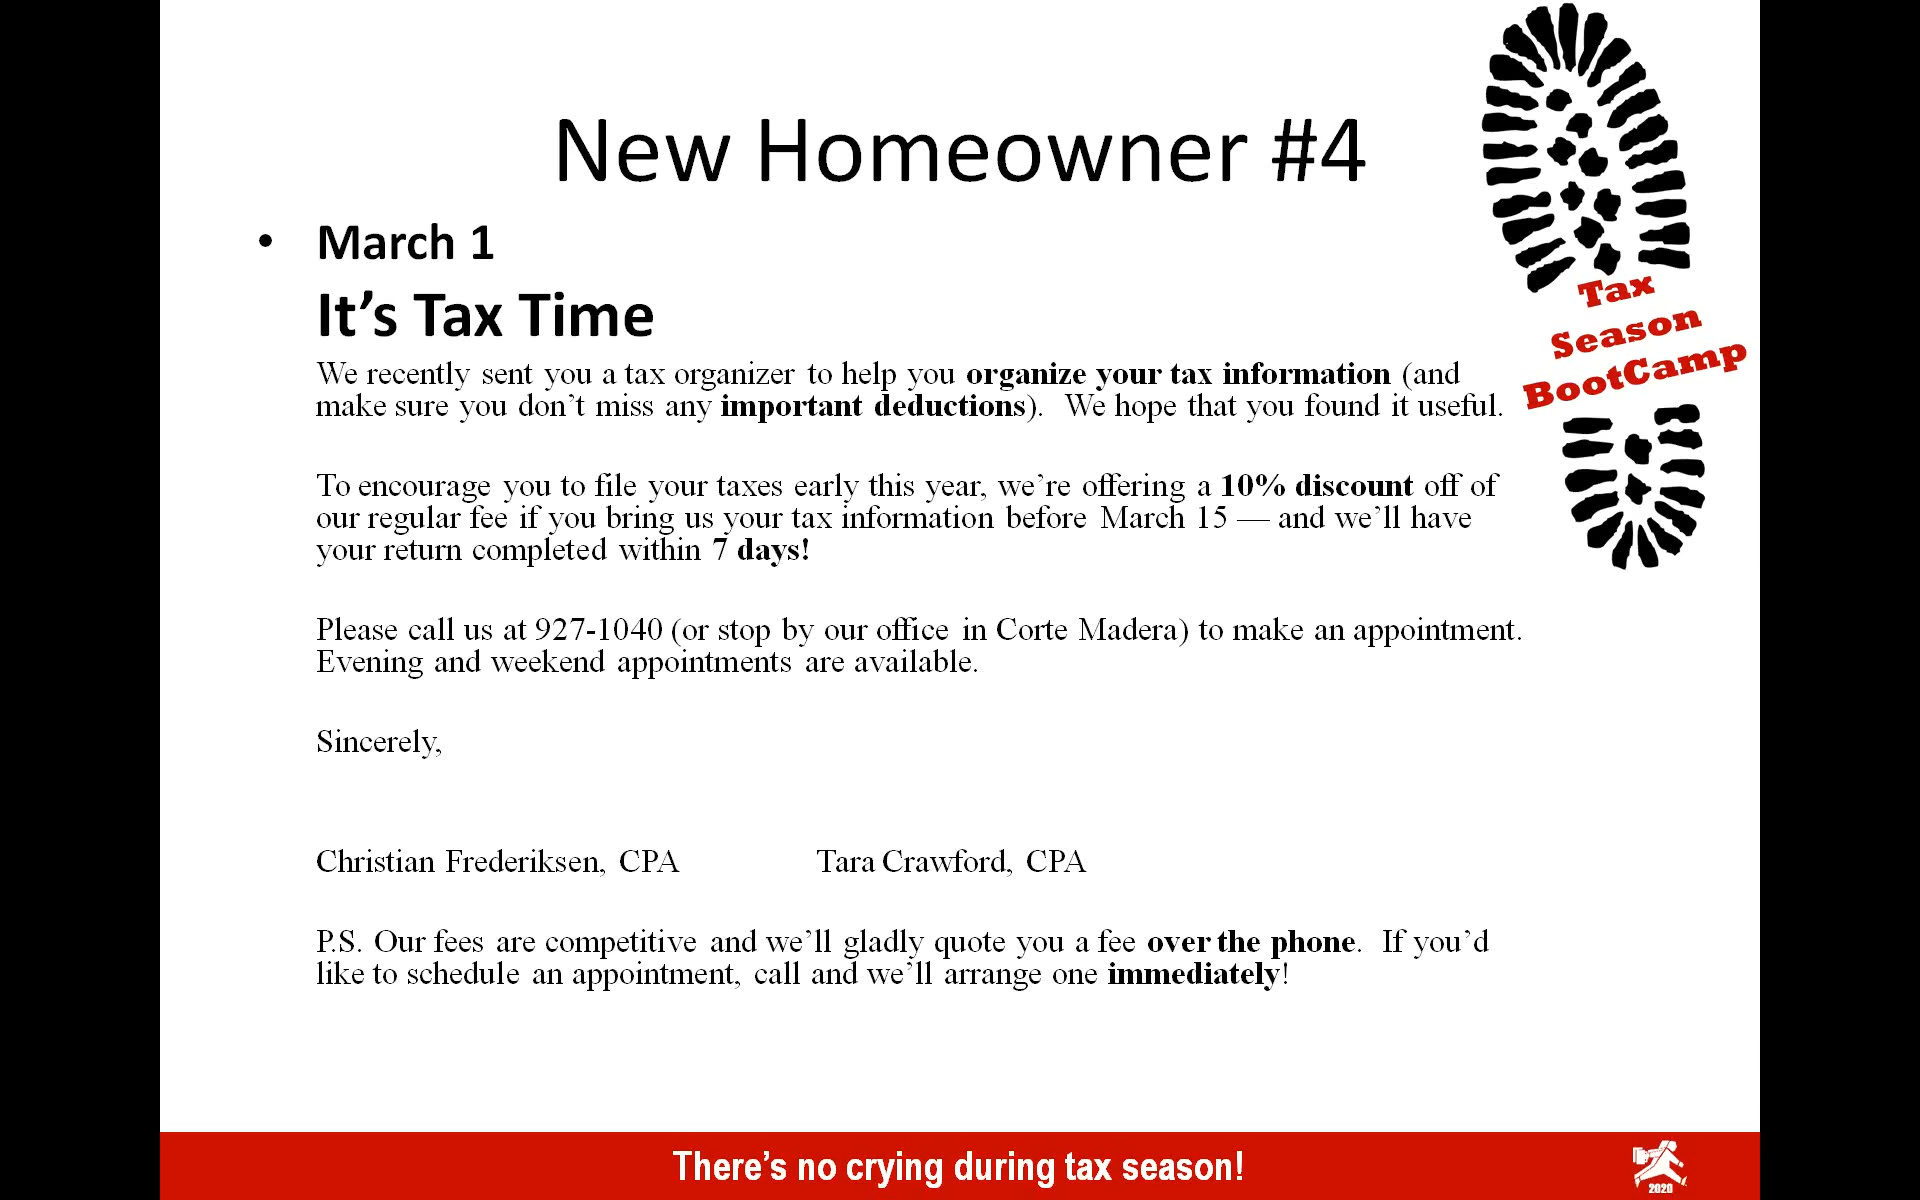 New Homeowner #4
• March 1
It's Tax Time
We recently sent you a tax organizer to help you organize your tax information (and
make sure you don't miss any important deductions).  We hope that you found it useful.
To encourage you to file your taxes early this year, we're offering a 10% discount off of
our regular fee if you bring us your tax information before March 15 — and we'll have
your return completed within 7 days!
Please call us at 927-1040 (or stop by our office in Corte Madera) to make an appointment.
Evening and weekend appointments are available.
Sincerely,
Christian Frederiksen, CPA Tara Crawford, CPA
P.S. Our fees are competitive and we'll gladly quote you a fee over the phone.  If you'd
like to schedule an appointment, call and we'll arrange one immediately!
Tax
Season
BootCamp
There's no crying during tax season!
2020